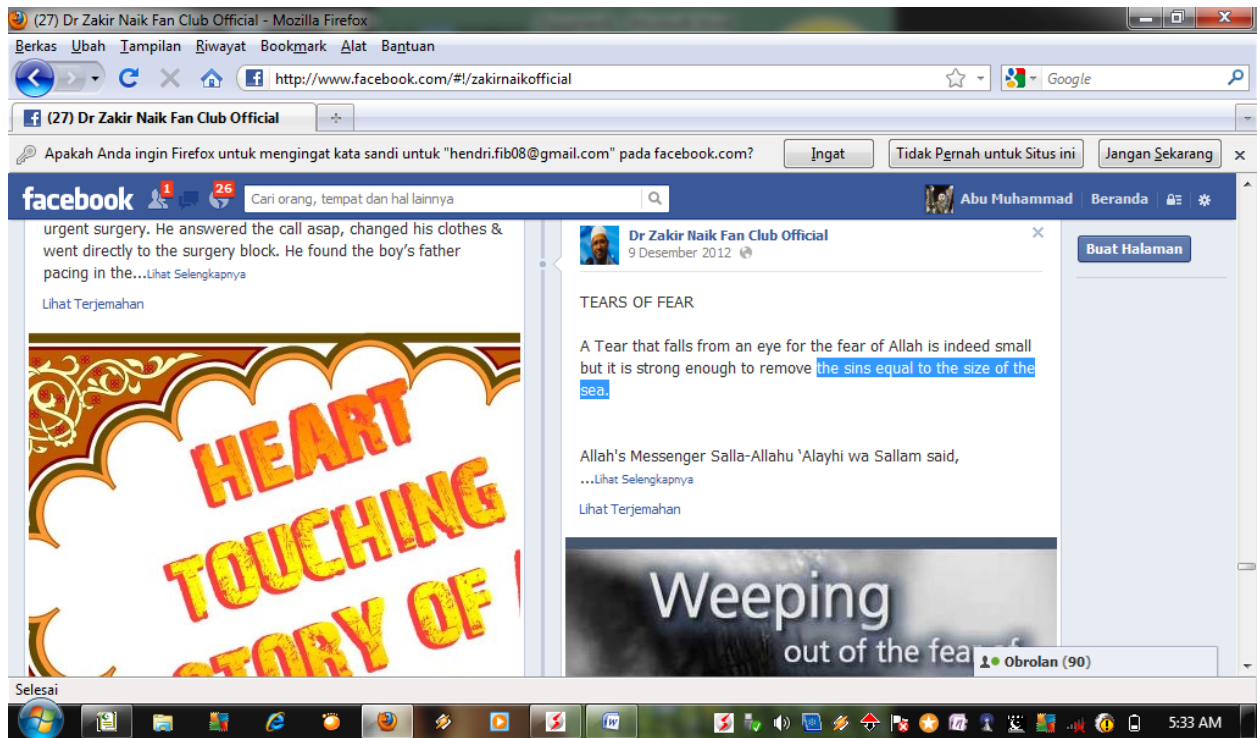 (27) Dr Zakir Naik Fan Club Official - Mozilla Firefox
Berkas Ubah Tampilan Riwayat Bookmark Alat Bantuan
http://www.facebook.com/#!/zakirnaikofficial
Google
(27) Dr Zakir Naik Fan Club Official
Apakah Anda ingin Firefox untuk mengingat kata sandi untuk "hendri.fib08@gmail.com" pada facebook.com?
Ingat
Tidak Pernah untuk Situs ini
Jangan Sekarang
facebook
1
26
Cari orang, tempat dan hal lainnya
Abu Muhammad
Beranda
urgent surgery. He answered the call asap, changed his clothes &
went directly to the surgery block. He found the boy's father
pacing in the...Lihat Selengkapnya
Lihat Terjemahan
HEART
TOUCHING
STORY OF
Dr Zakir Naik Fan Club Official
9 Desember 2012
TEARS OF FEAR
A Tear that falls from an eye for the fear of Allah is indeed small
but it is strong enough to remove the sins equal to the size of the
sea.
Allah's Messenger Salla-Allahu 'Alayhi wa Sallam said,
...Lihat Selengkapnya
Lihat Terjemahan
Weeping
out of the fear of
Buat Halaman
Obrolan (90)
Selesai
5:33 AM